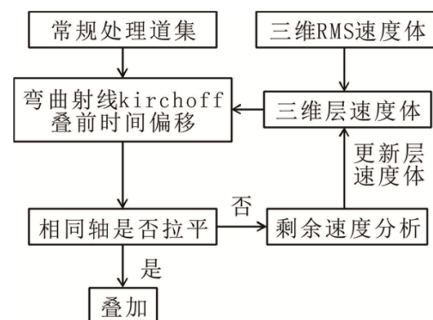 常规处理道集
三维RMS速度体
弯曲射线kirchoff
叠前时间偏移
三维层速度体
更新层
速度体
相同轴是否拉平
否
剩余速度分析
是
叠加